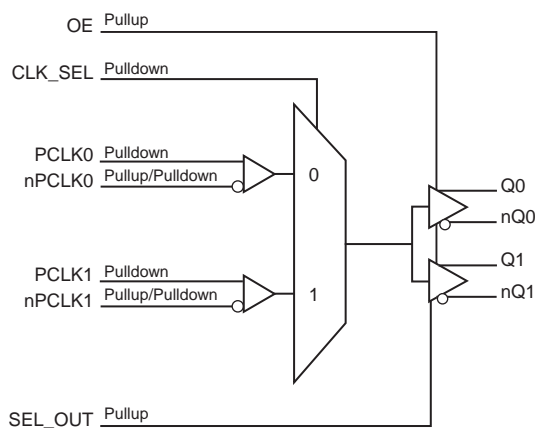 OE Pullup
CLK_SEL Pulldown
PCLK0 Pulldown
nPCLK0 Pullup/Pulldown
0
Q0
nQ0
Q1
nQ1
PCLK1 Pulldown
nPCLK1 Pullup/Pulldown
1
SEL_OUT Pullup